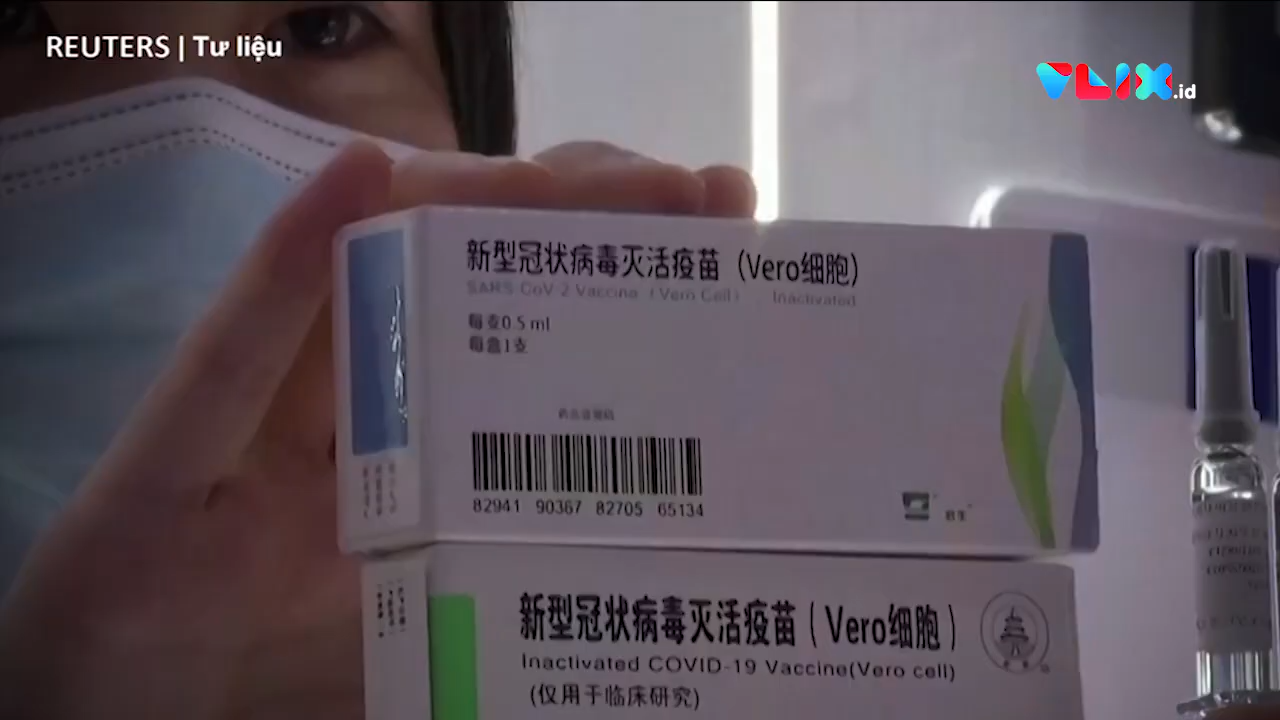 REUTERS | Tư liệu
VLIX.id
新型冠状病毒灭活疫苗（Vero细胞）
SARS-CoV-2 Vaccine（Vero Cell） Inactivated
每支0.5 ml
每盒1支
82941 90367 82705 65134
新型冠状病毒灭活疫苗（Vero细胞）
Inactivated COVID-19 Vaccine(Vero cell)
(仅用于临床研究)